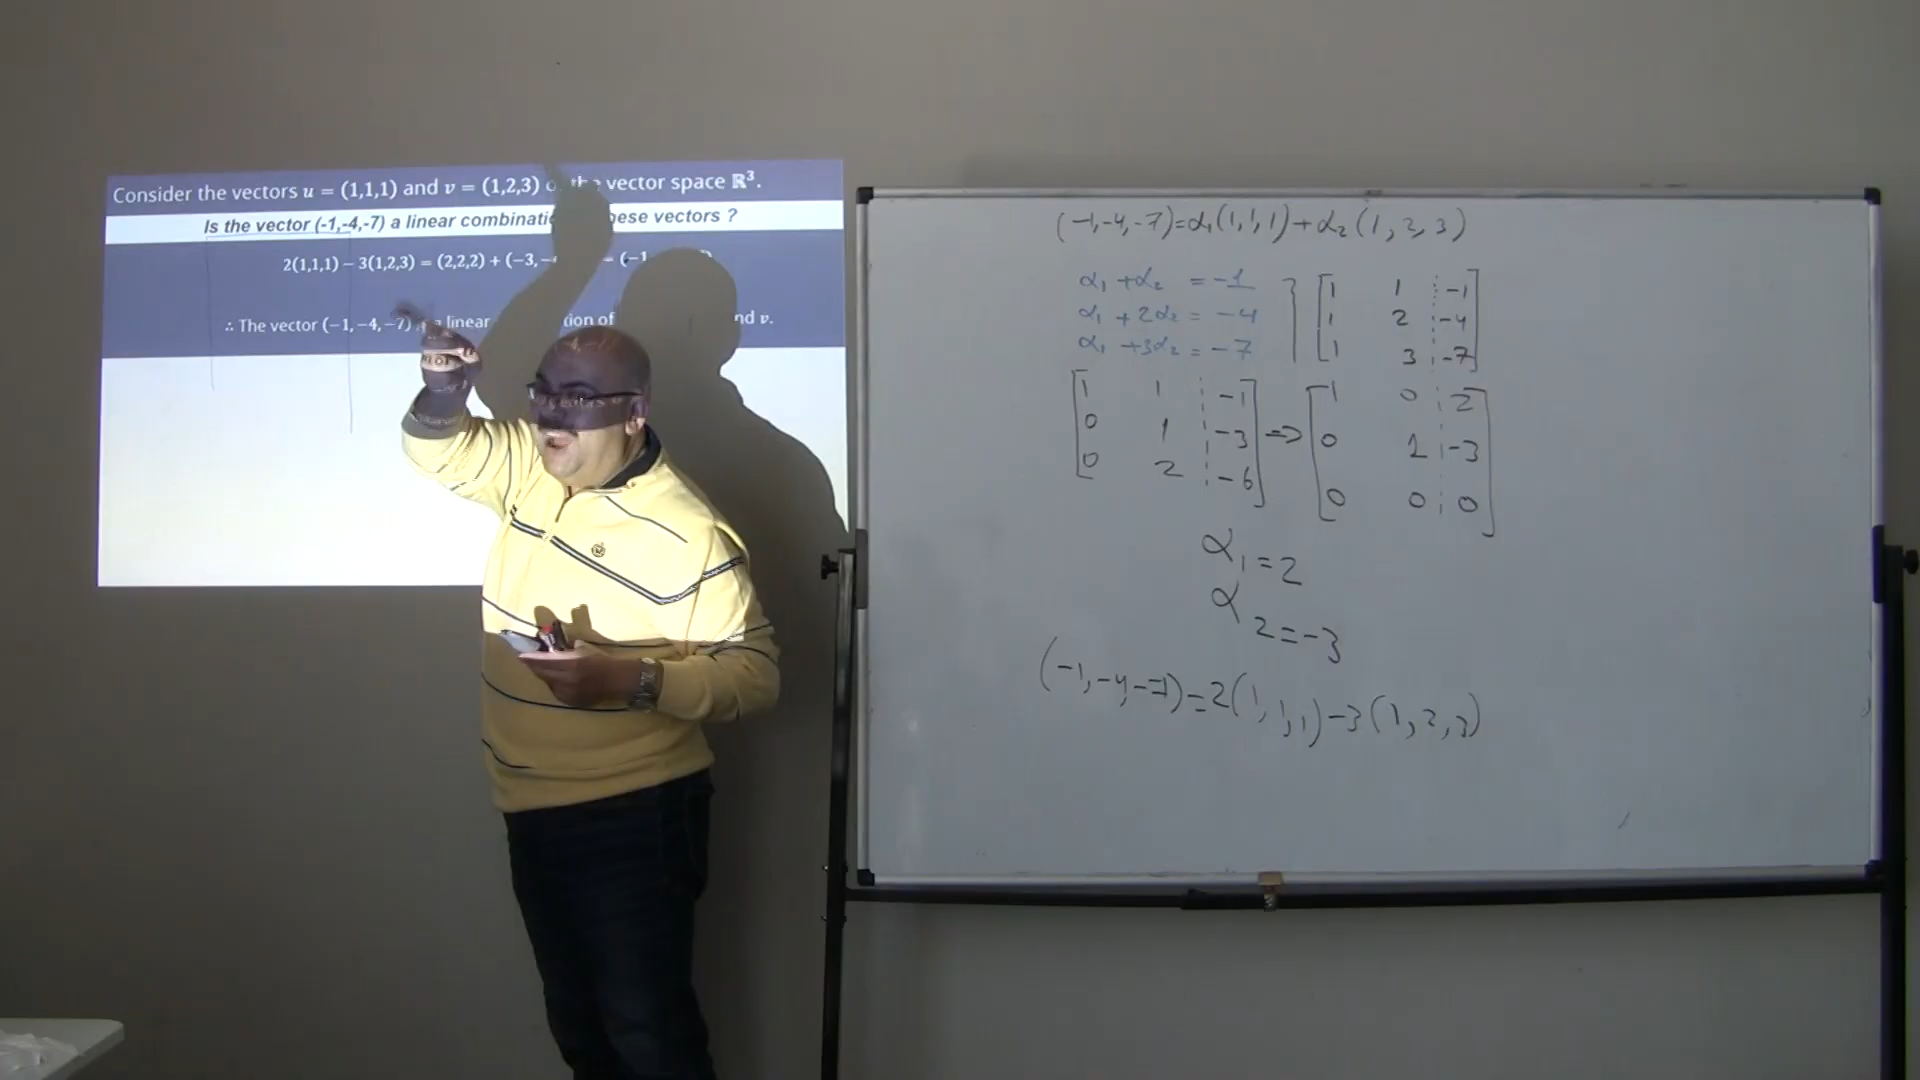 Consider the vectors u = (1,1,1) and v = (1,2,3) the vector space ℝ³.
Is the vector (-1,-4,-7) a linear these vectors ?
2(1,1,1) − 3(1,2,3) = (2,2,2) + (−3,− (−1
∴ The vector (−1, −4, −7) linear of nd v.
(-1,-4,-7)=α₁(1,1,1)+α₂(1,2,3)
α₁ +α₂ = -1
α₁ + 2α₂ = -4
α₁ +3α₂ = -7
1 1 -1
1 2 -4
1 3 -7
1 1 -1
0 1 -3
0 2 -6
⇒
1 0 2
0 1 -3
0 0 0
α₁ = 2
α₂ = -3
(-1,-4,-7)=2(1,1,1)-3(1,2,3)